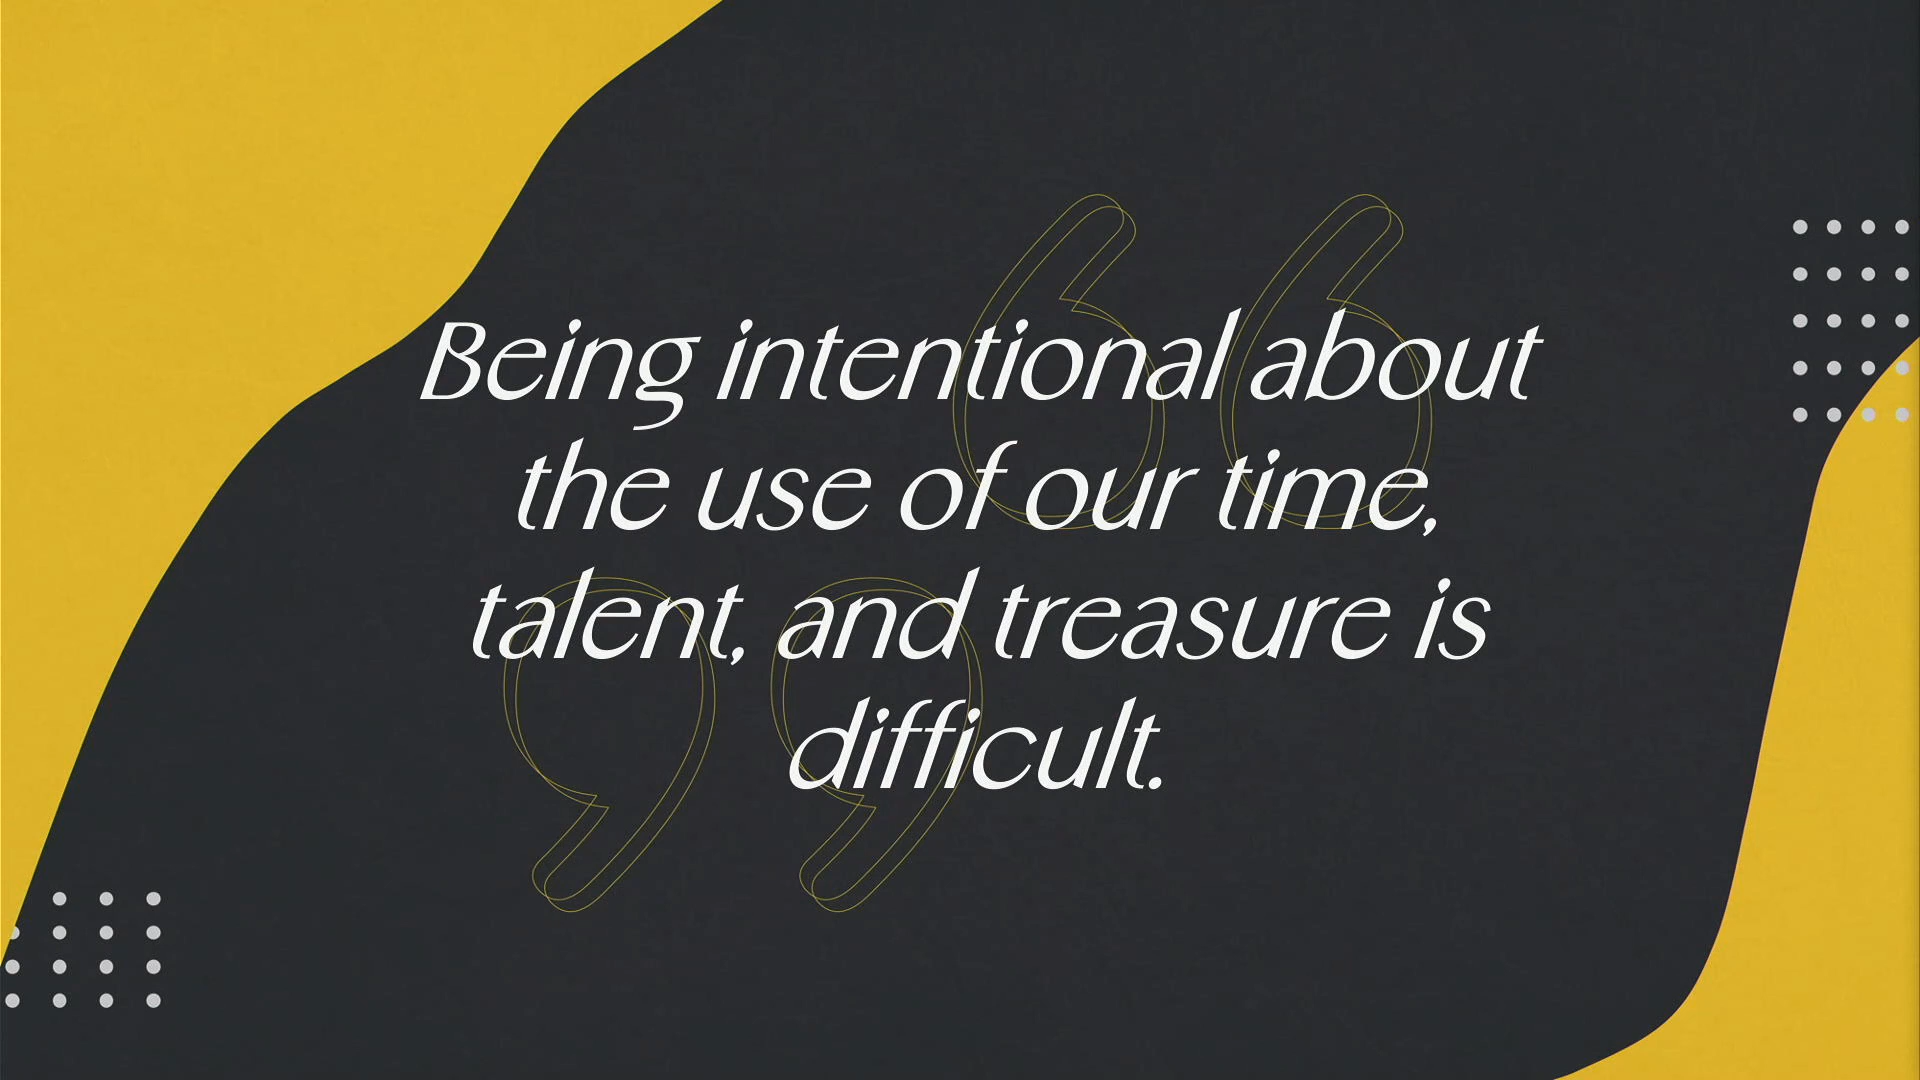 Being intentional about
the use of our time,
talent, and treasure is
difficult.